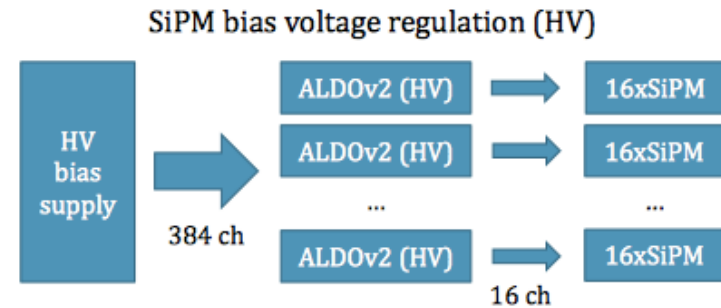 SiPM bias voltage regulation (HV)
HV
bias
supply
384 ch
ALDOv2 (HV)
16xSiPM
ALDOv2 (HV)
16xSiPM
...
...
ALDOv2 (HV)
16xSiPM
16 ch